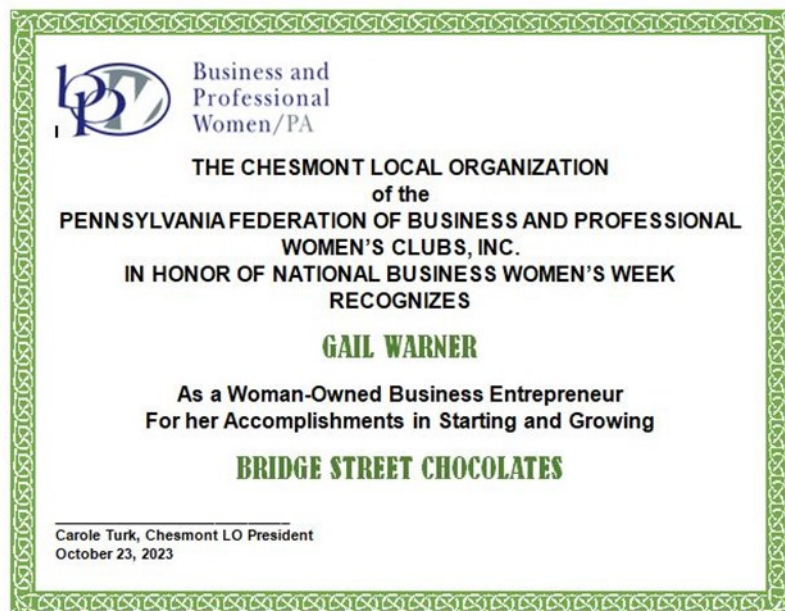 bpw
Business and
Professional
Women/PA
THE CHESMONT LOCAL ORGANIZATION
of the
PENNSYLVANIA FEDERATION OF BUSINESS AND PROFESSIONAL
WOMEN'S CLUBS, INC.
IN HONOR OF NATIONAL BUSINESS WOMEN'S WEEK
RECOGNIZES
GAIL WARNER
As a Woman-Owned Business Entrepreneur
For her Accomplishments in Starting and Growing
BRIDGE STREET CHOCOLATES
Carole Turk, Chesmont LO President
October 23, 2023